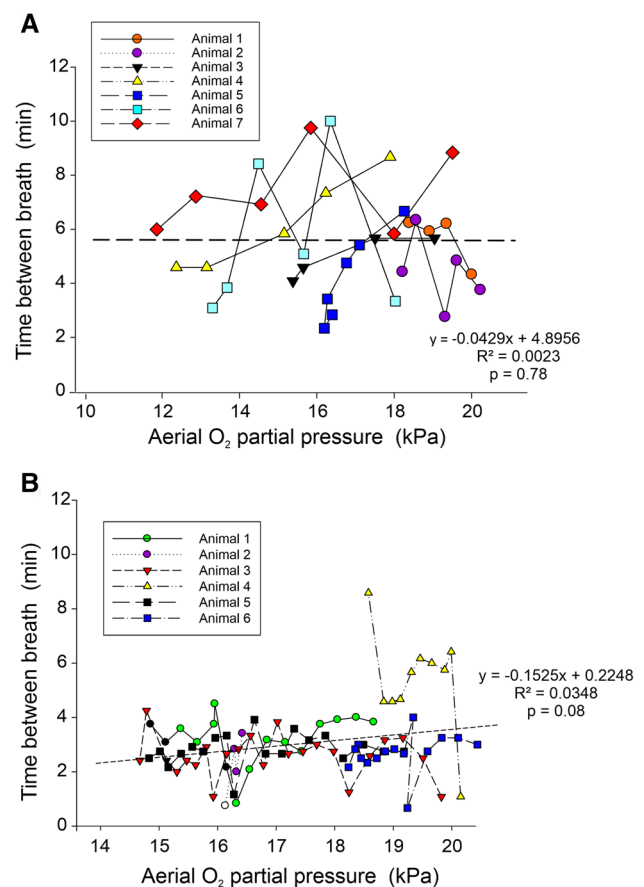 A
Animal 1
Animal 2
Animal 3
Animal 4
Animal 5
Animal 6
Animal 7
12
10
8
6
4
2
0
Time between breath (min)
y = -0.0429x + 4.8956
R² = 0.0023
p = 0.78
10 12 14 16 18 20
Aerial O₂ partial pressure (kPa)
B
Animal 1
Animal 2
Animal 3
Animal 4
Animal 5
Animal 6
12
10
8
6
4
2
0
Time between breath (min)
y = -0.1525x + 0.2248
R² = 0.0348
p = 0.08
14 15 16 17 18 19 20
Aerial O₂ partial pressure (kPa)